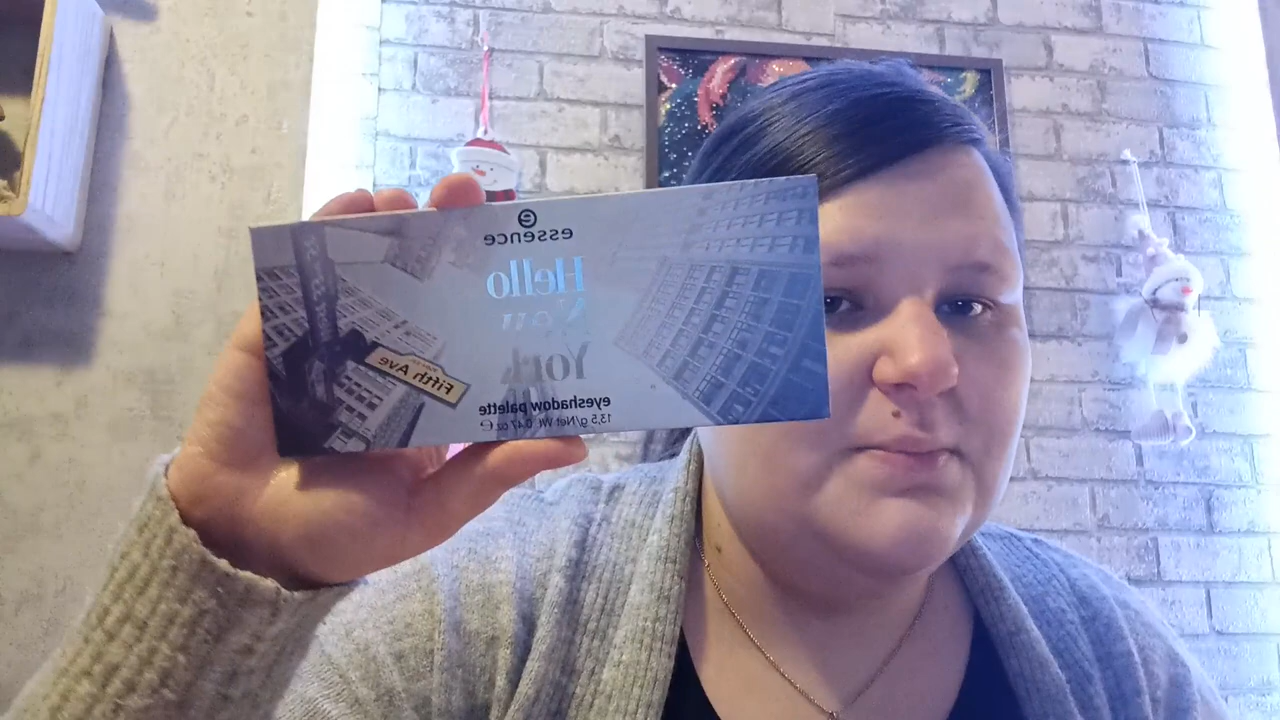 essence
Hello
New
York
eyeshadow palette
13,5 g/Net Wt. 0.47 oz. e
Fifth Ave